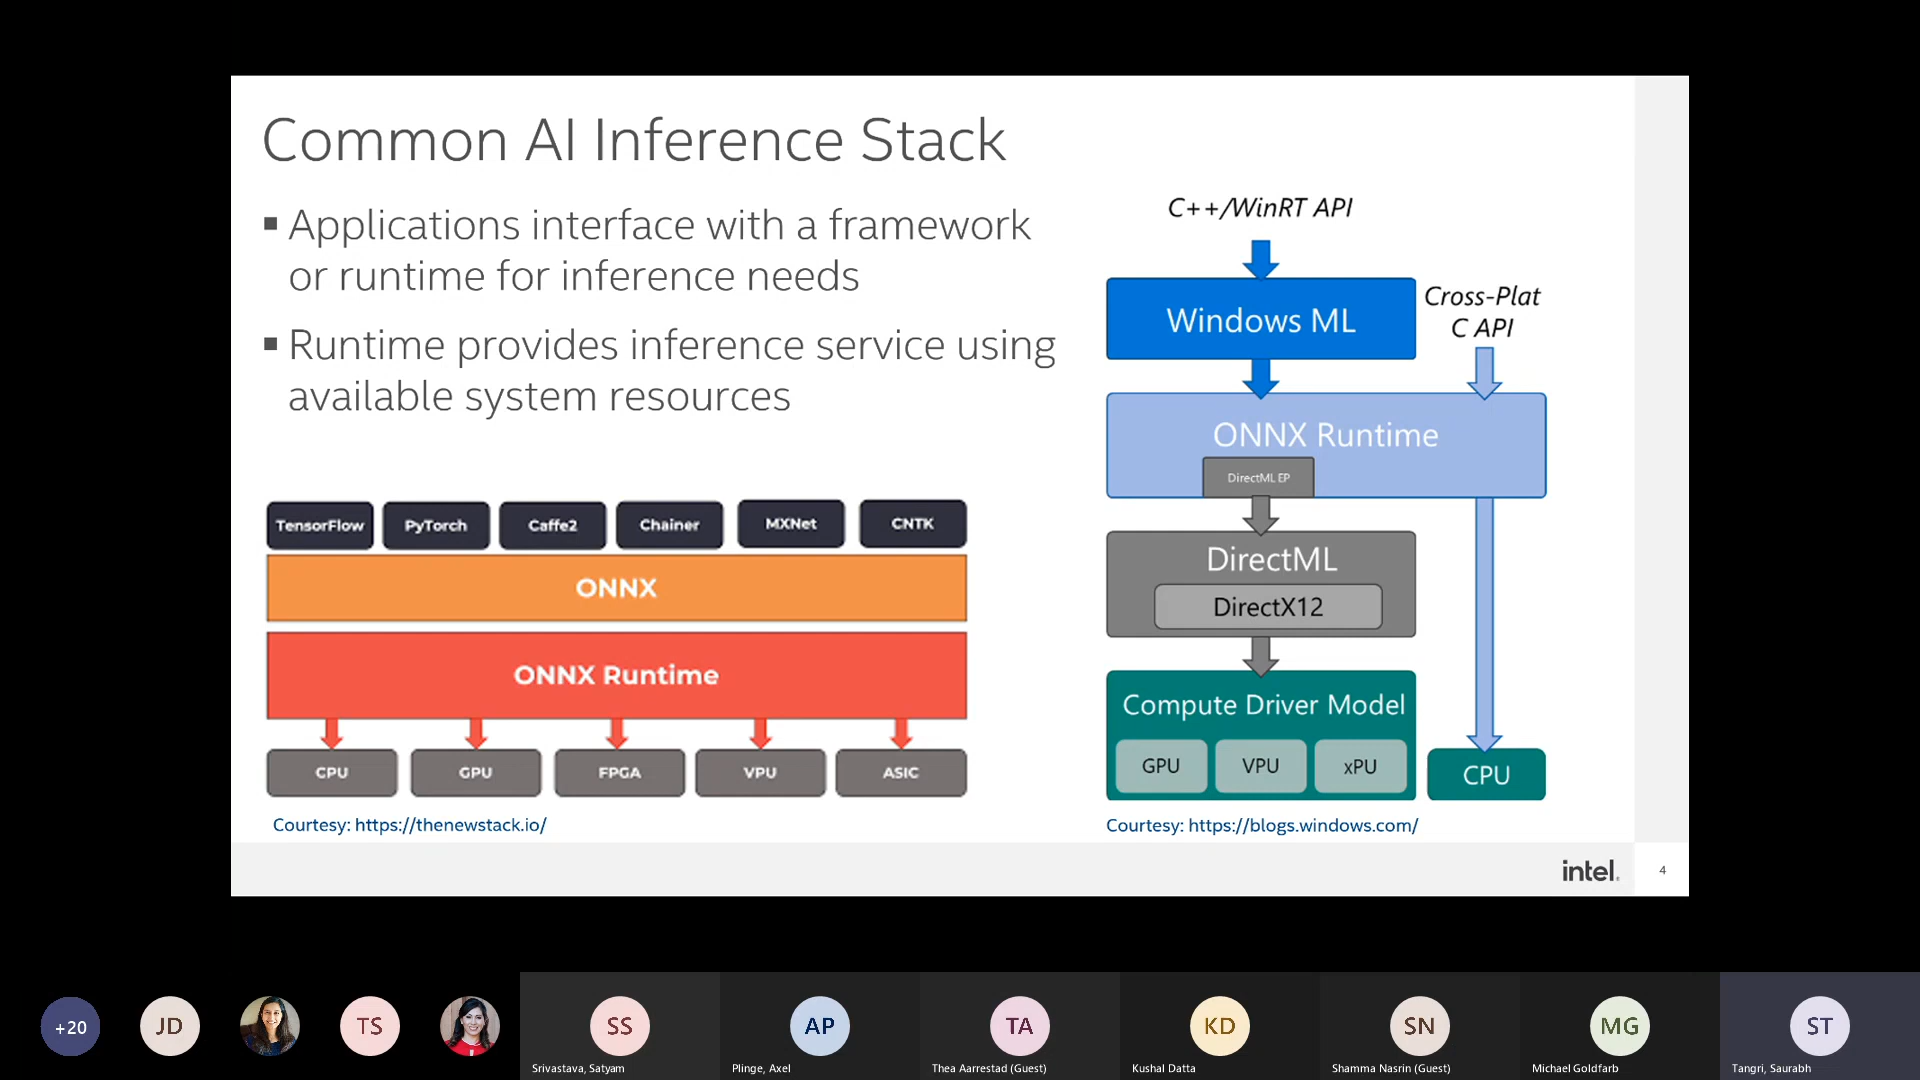 Common AI Inference Stack
▪ Applications interface with a framework
or runtime for inference needs
▪ Runtime provides inference service using
available system resources
TensorFlow
PyTorch
Caffe2
Chainer
MXNet
CNTK
ONNX
ONNX Runtime
CPU
GPU
FPGA
VPU
ASIC
Courtesy: https://thenewstack.io/
C++/WinRT API
Windows ML
Cross-Plat
C API
ONNX Runtime
DirectML EP
DirectML
DirectX12
Compute Driver Model
GPU
VPU
xPU
CPU
Courtesy: https://blogs.windows.com/
intel.
4
+20
JD
TS
SS
Srivastava, Satyam
AP
Plinge, Axel
TA
Thea Aarrestad (Guest)
KD
Kushal Datta
SN
Shamma Nasrin (Guest)
MG
Michael Goldfarb
ST
Tangri, Saurabh